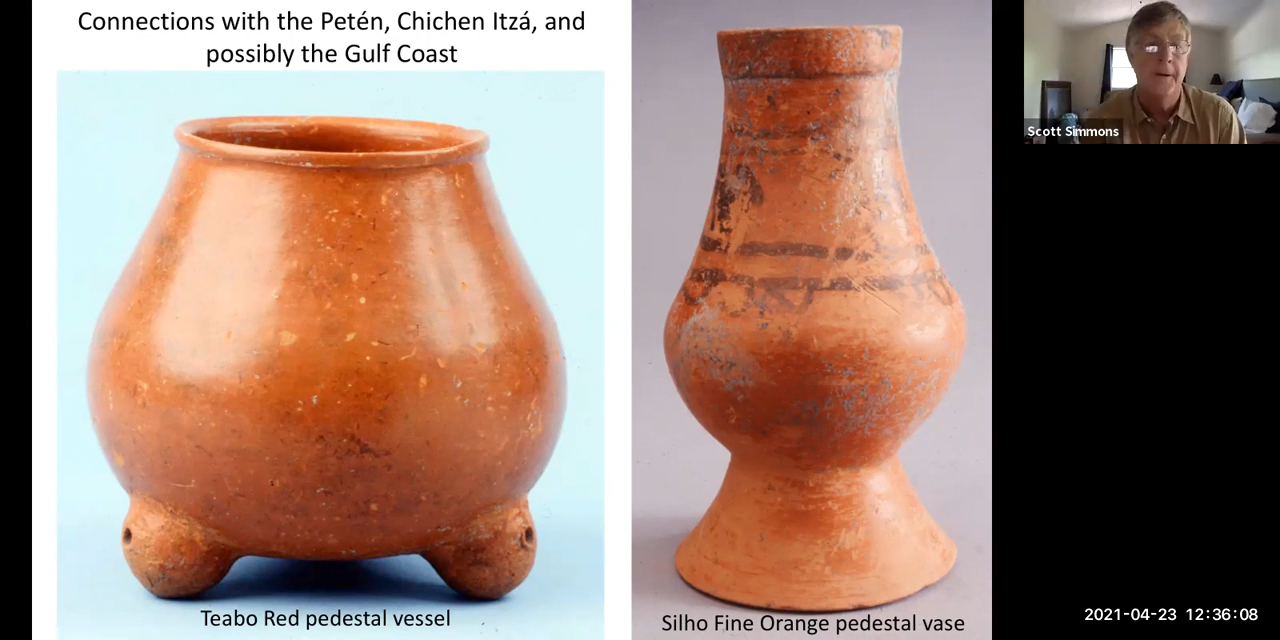 Connections with the Petén, Chichen Itzá, and
possibly the Gulf Coast
Teabo Red pedestal vessel
Silho Fine Orange pedestal vase
Scott Simmons
2021-04-23 12:36:08